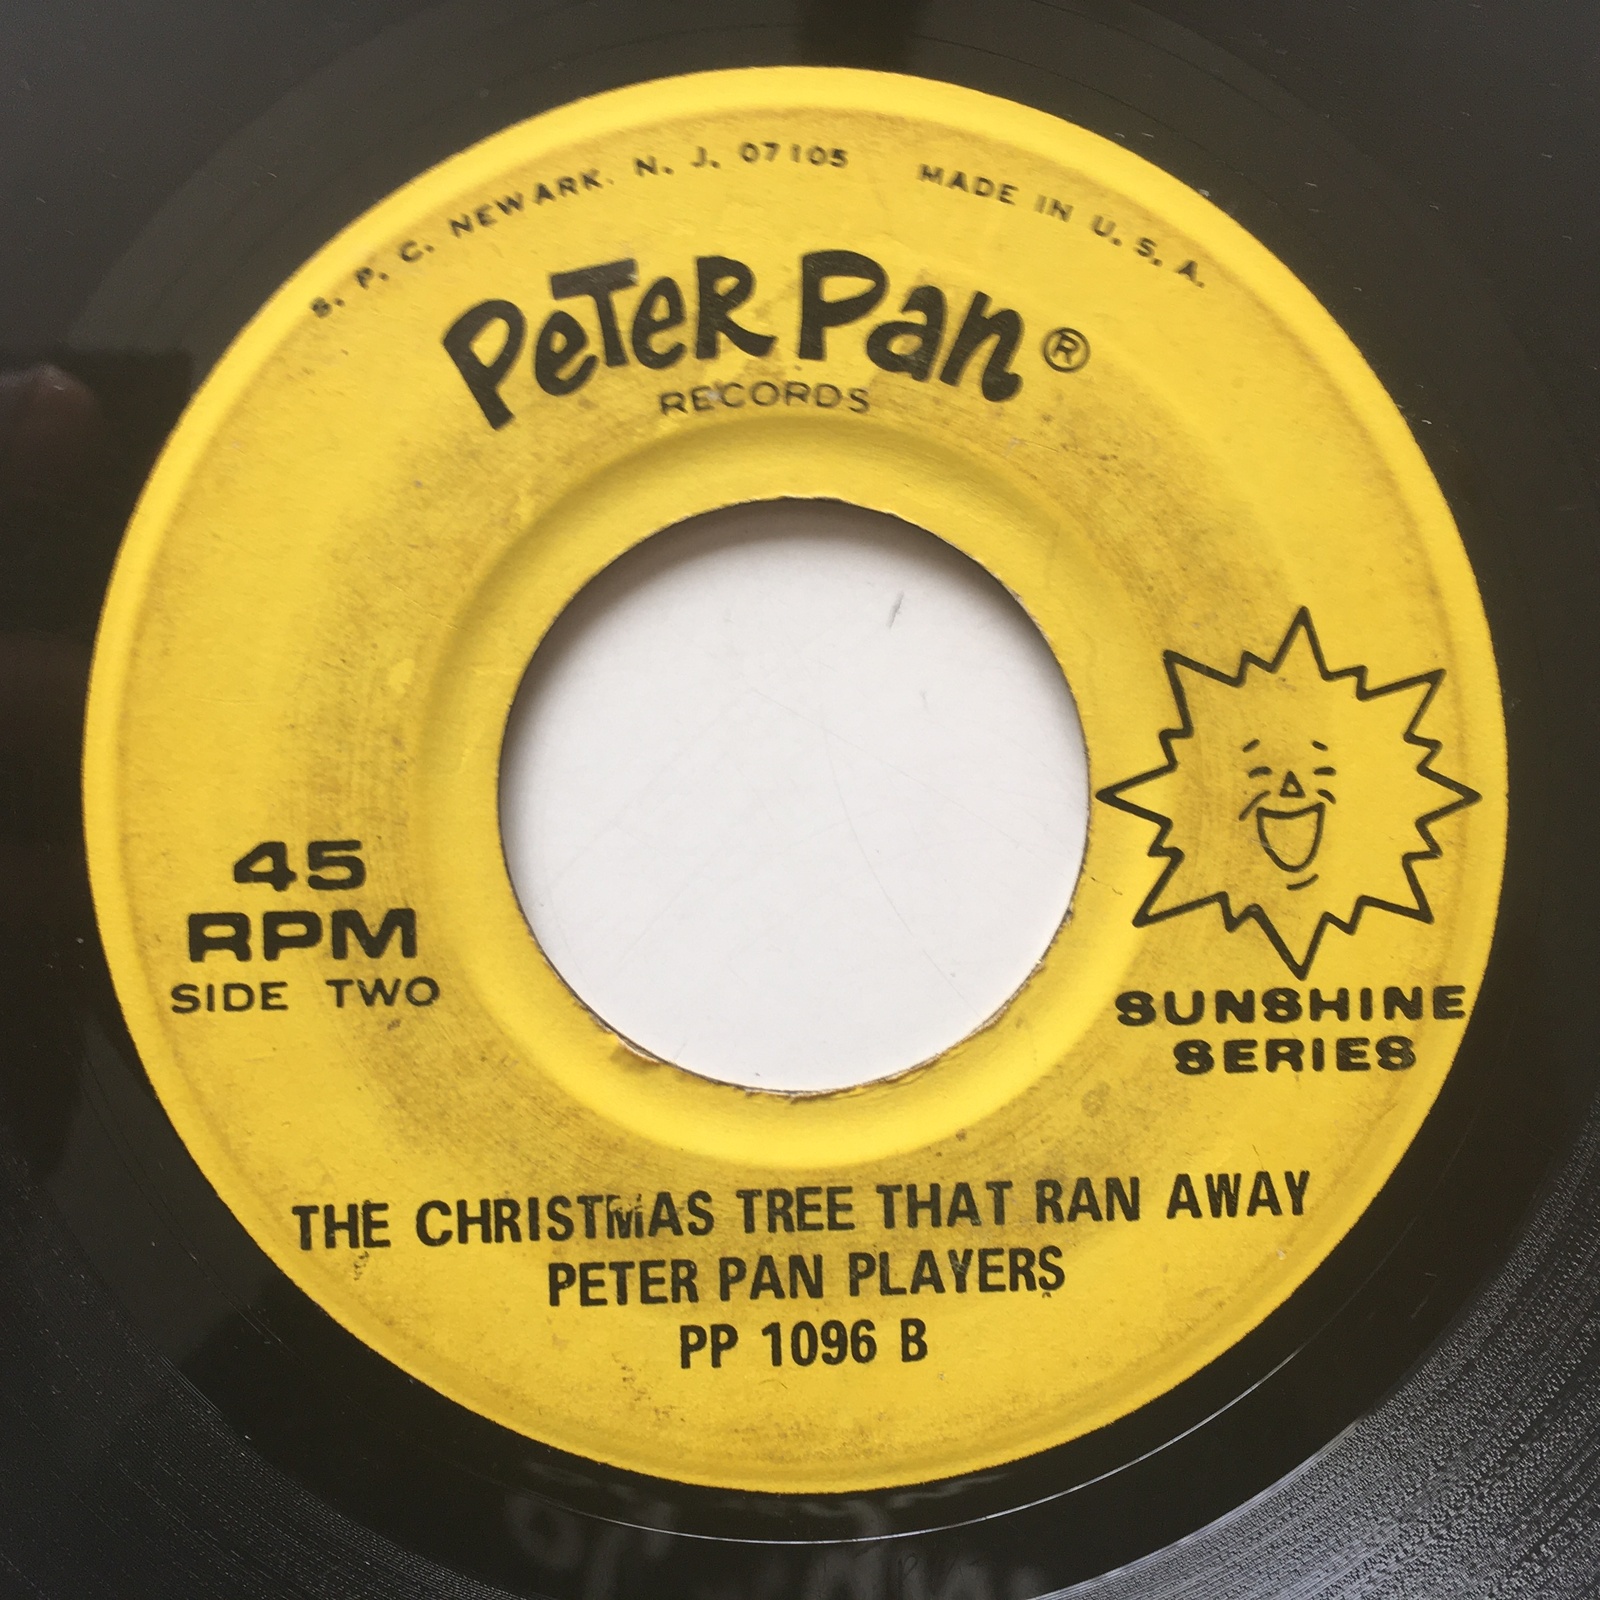 S. P. C. NEWARK. N. J. 07105 MADE IN U. S. A.
PETER PAN ®
RECORDS
45
RPM
SIDE TWO
SUNSHINE
SERIES
THE CHRISTMAS TREE THAT RAN AWAY
PETER PAN PLAYERS
PP 1096 B